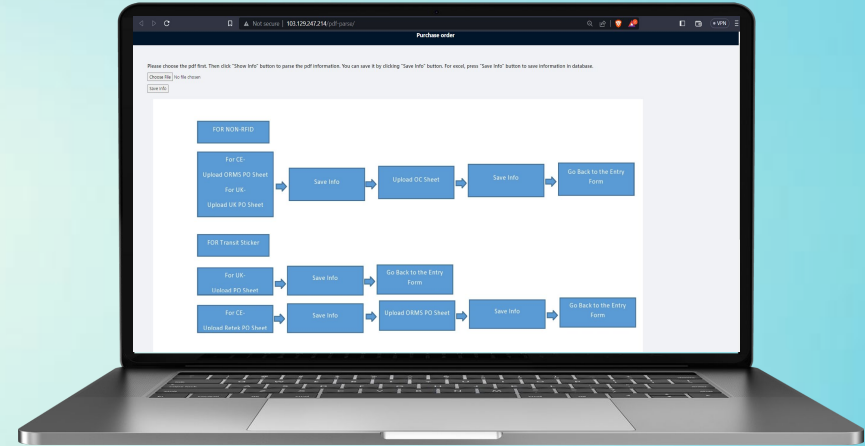 Not secure | 103.129.247.214/pdf-parse/
VPN
Purchase order
Please choose the pdf first. Then click "Show Info" button to parse the pdf information. You can save it by clicking "Save Info" button. For excel, press "Save Info" button to save information in database.
Choose File No file chosen
Save Info
FOR NON-RFID
For CE-
Upload ORMS PO Sheet
For UK-
Upload UK PO Sheet
Save Info
Upload OC Sheet
Save Info
Go Back to the Entry
Form
FOR Transit Sticker
For UK-
Upload PO Sheet
Save Info
Go Back to the Entry
Form
For CE-
Upload Retek PO Sheet
Save Info
Upload ORMS PO Sheet
Save Info
Go Back to the Entry
Form